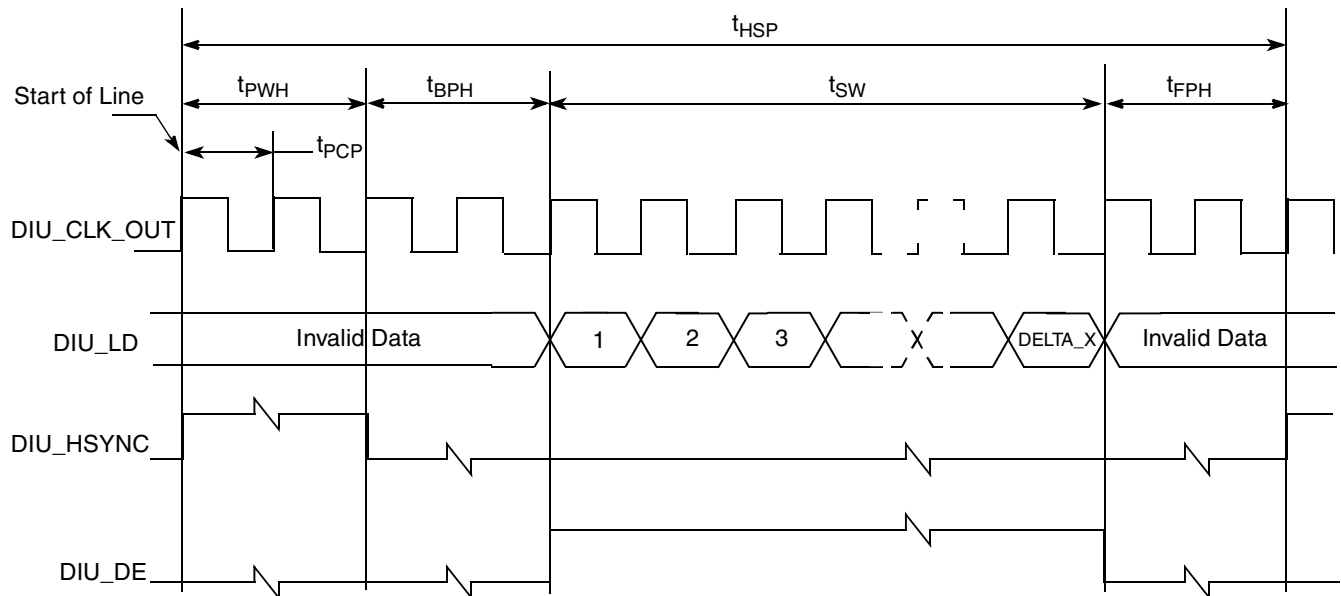 tHSP
tPWH tBPH tSW tFPH
Start of Line
tPCP
DIU_CLK_OUT
DIU_LD Invalid Data 1 2 3 DELTA_X Invalid Data
DIU_HSYNC
DIU_DE